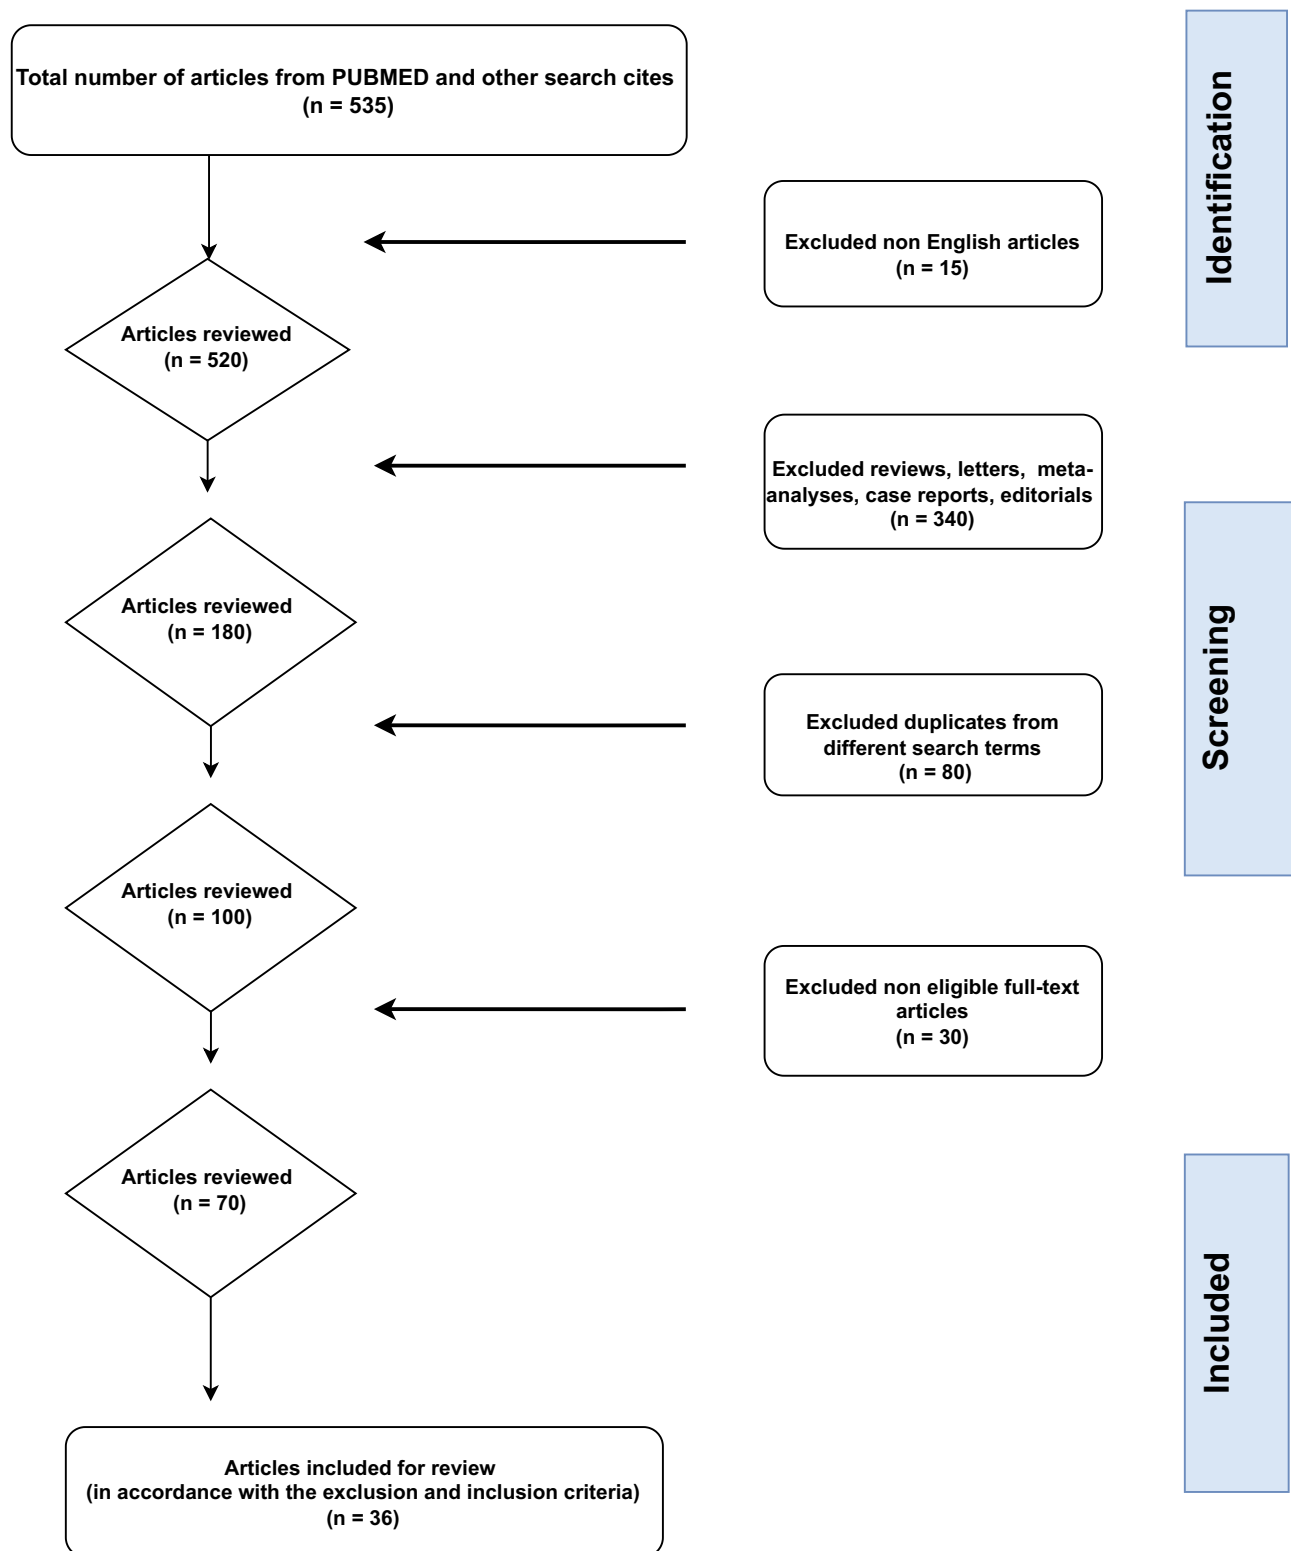 Total number of articles from PUBMED and other search cites
(n = 535)
Identification
Excluded non English articles
(n = 15)
Articles reviewed
(n = 520)
Excluded reviews, letters, meta-
analyses, case reports, editorials
(n = 340)
Screening
Articles reviewed
(n = 180)
Excluded duplicates from
different search terms
(n = 80)
Articles reviewed
(n = 100)
Excluded non eligible full-text
articles
(n = 30)
Articles reviewed
(n = 70)
Included
Articles included for review
(in accordance with the exclusion and inclusion criteria)
(n = 36)